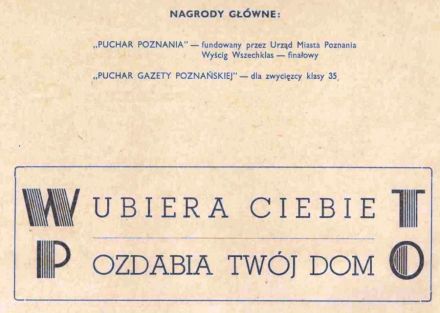 NAGRODY GŁÓWNE:
„PUCHAR POZNANIA" — fundowany przez Urząd Miasta Poznania
Wyścig Wszechklas — finałowy
„PUCHAR GAZETY POZNAŃSKIEJ" — dla zwycięzcy klasy 35
W UBIERA CIEBIE T
P OZDABIA TWÓJ DOM O